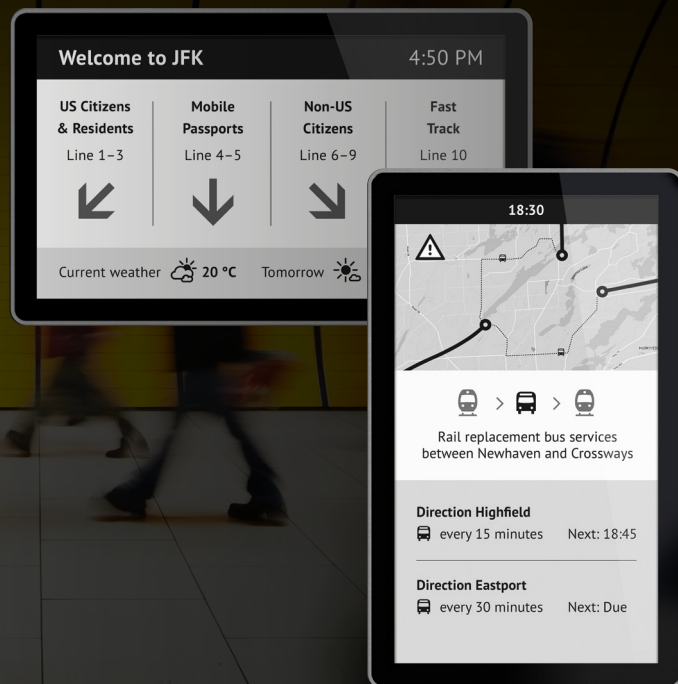 Welcome to JFK
4:50 PM
US Citizens
& Residents
Line 1–3
Mobile
Passports
Line 4–5
Non-US
Citizens
Line 6–9
Fast
Track
Line 10
Current weather 20 °C Tomorrow
18:30
Rail replacement bus services
between Newhaven and Crossways
Direction Highfield
every 15 minutes Next: 18:45
Direction Eastport
every 30 minutes Next: Due